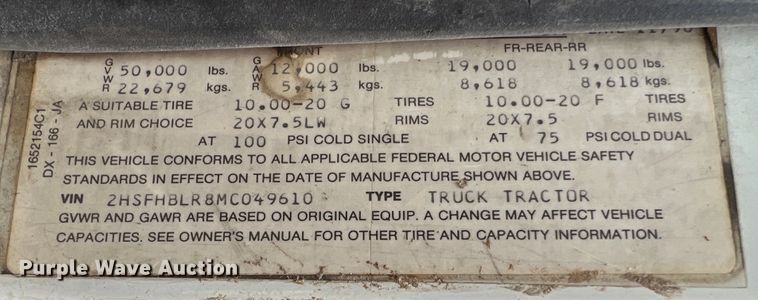 FR-REAR-RR
GVWR 50,000 lbs. GAWR 12,000 lbs. 19,000 lbs. 19,000 lbs.
22,679 kgs. 5,443 kgs. 8,618 kgs. 8,618 kgs.
A SUITABLE TIRE 10.00-20 G TIRES 10.00-20 F TIRES
AND RIM CHOICE 20X7.5LW RIMS 20X7.5 RIMS
AT 100 PSI COLD SINGLE AT 75 PSI COLD DUAL
THIS VEHICLE CONFORMS TO ALL APPLICABLE FEDERAL MOTOR VEHICLE SAFETY
STANDARDS IN EFFECT ON THE DATE OF MANUFACTURE SHOWN ABOVE.
VIN 2HSFHBLR8MC049610 TYPE TRUCK TRACTOR
GVWR AND GAWR ARE BASED ON ORIGINAL EQUIP. A CHANGE MAY AFFECT VEHICLE
CAPACITIES. SEE OWNER'S MANUAL FOR OTHER TIRE AND CAPACITY INFORMATION.
1652154C1
DX - 166 - JA
Purple Wave Auction